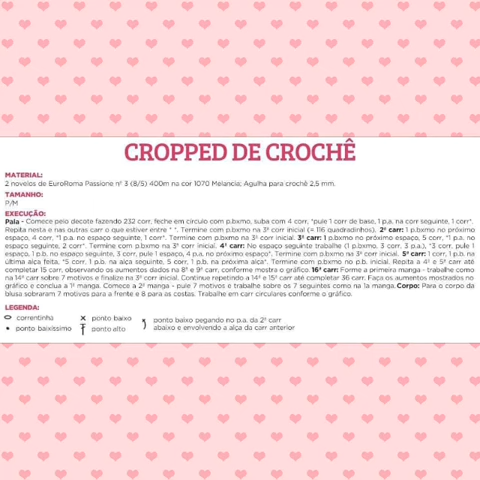 CROPPED DE CROCHÊ
MATERIAL:
2 novelos de EuroRoma Passione nº 3 (8/5) 400m na cor 1070 Melancia; Agulha para crochê 2,5 mm.
TAMANHO:
P/M
EXECUÇÃO:
Pala - Comece pelo decote fazendo 232 corr, feche em círculo com p.bxmo, suba com 4 corr, *pule 1 corr de base, 1 p.a. na corr seguinte, 1 corr*.
Repita nesta e nas outras carr o que estiver entre * *. Termine com p.bxmo na 3ª corr inicial (= 116 quadradinhos). 2ª carr: 1 p.bxmo no próximo
espaço, 4 corr, *1 p.a. no espaço seguinte, 1 corr*. Termine com p.bxmo na 3ª corr inicial. 3ª carr: 1 p.bxmo no próximo espaço, 5 corr, *1 p.a. no
espaço seguinte, 2 corr*. Termine com p.bxmo na 3ª corr inicial. 4ª carr: No espaço seguinte trabalhe (1 p.bxmo, 3 corr, 3 p.a.), *3 corr, pule 1
espaço, 1 p.b. no espaço seguinte, 3 corr, pule 1 espaço, 4 p.a. no próximo espaço*. Termine com p.bxmo na 3ª corr inicial. 5ª carr: 1 corr, 1 p.b. na
última alça feita, *5 corr, 1 p.b. na alça seguinte, 5 corr, 1 p.b. na próxima alça*. Termine com p.bxmo no p.b. inicial. Repita a 4ª e 5ª carr até
completar 15 carr, observando os aumentos dados na 8ª e 9ª carr, conforme mostra o gráfico. 16ª carr: Forme a primeira manga - trabalhe como
na 14ª carr sobre 7 motivos e finalize na 3ª corr inicial. Continue repetindo a 14ª e 15ª carr até completar 36 carr. Faça os aumentos mostrados no
gráfico e conclua a 1ª manga. Comece a 2ª manga - pule 7 motivos e trabalhe sobre os 7 seguintes como na 1a manga. Corpo: Para o corpo da
blusa sobraram 7 motivos para a frente e 8 para as costas. Trabalhe em carr circulares conforme o gráfico.
LEGENDA:
correntinha
ponto baixo
ponto baixíssimo
ponto alto
ponto baixo pegando no p.a. da 2ª carr
abaixo e envolvendo a alça da carr anterior